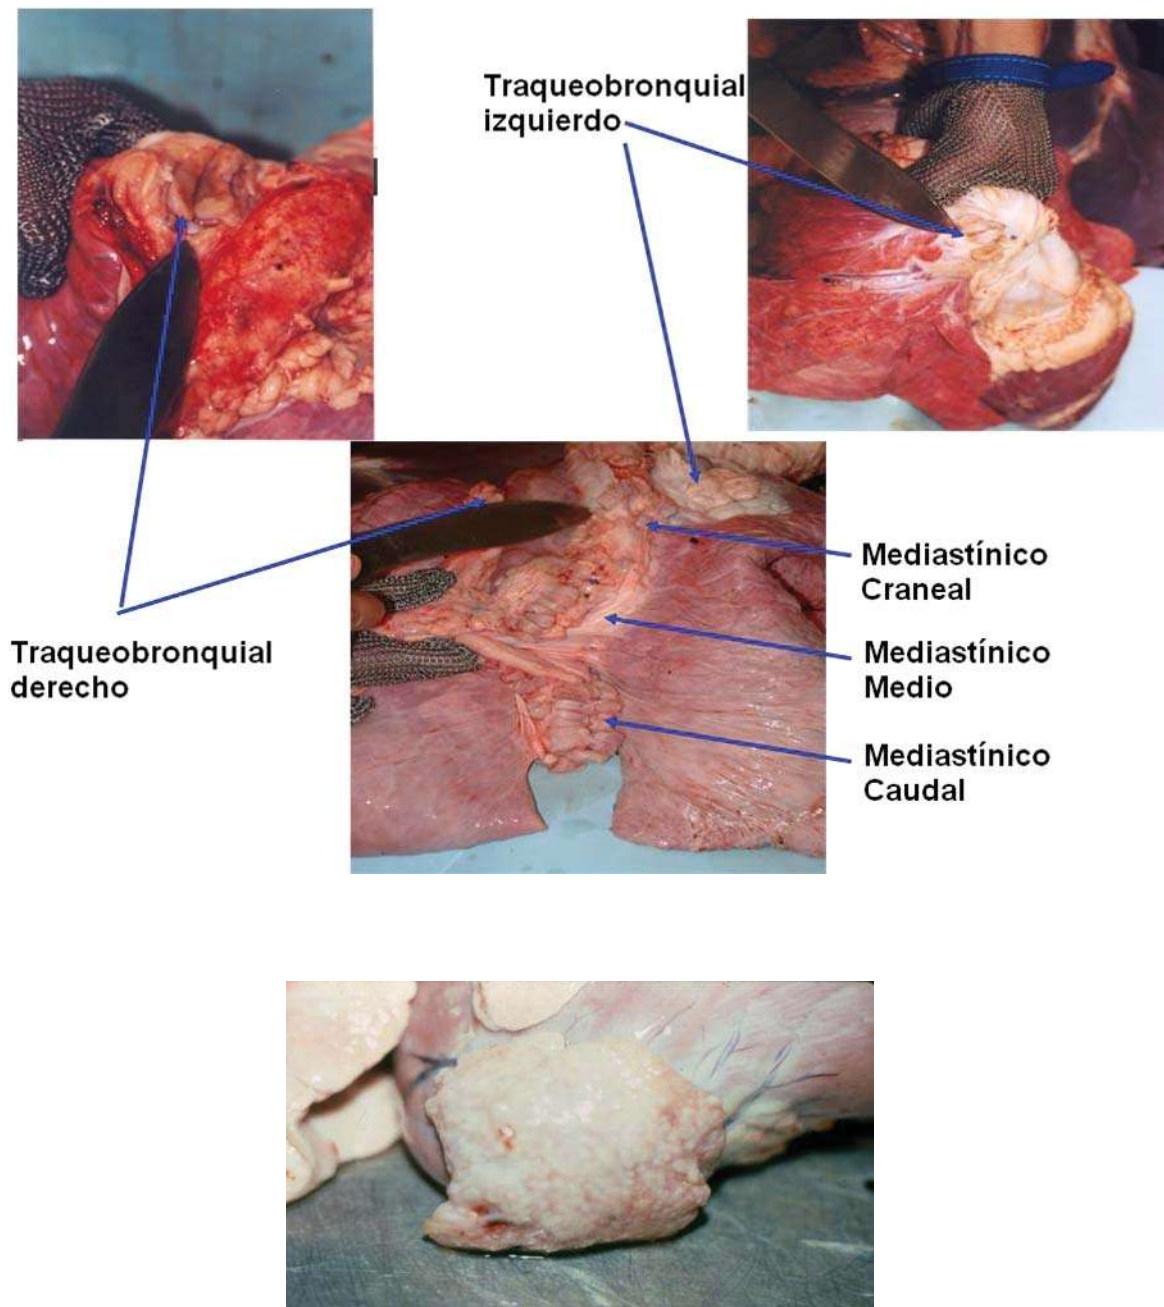 Traqueobronquial
izquierdo
Mediastínico
Craneal
Traqueobronquial
derecho
Mediastínico
Medio
Mediastínico
Caudal